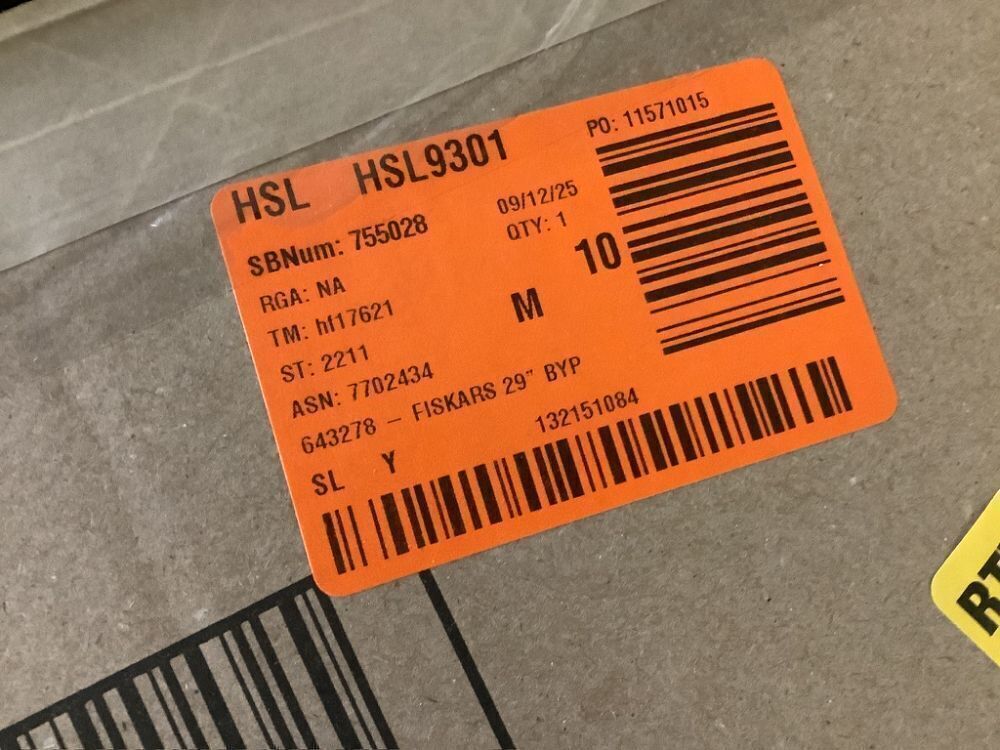 HSL HSL9301
PO: 11571015
SBNum: 755028
09/12/25
RGA: NA
QTY: 1
10
TM: hf17621
M
ST: 2211
ASN: 7702434
643278 – FISKARS 29" BYP
SL Y
132151084